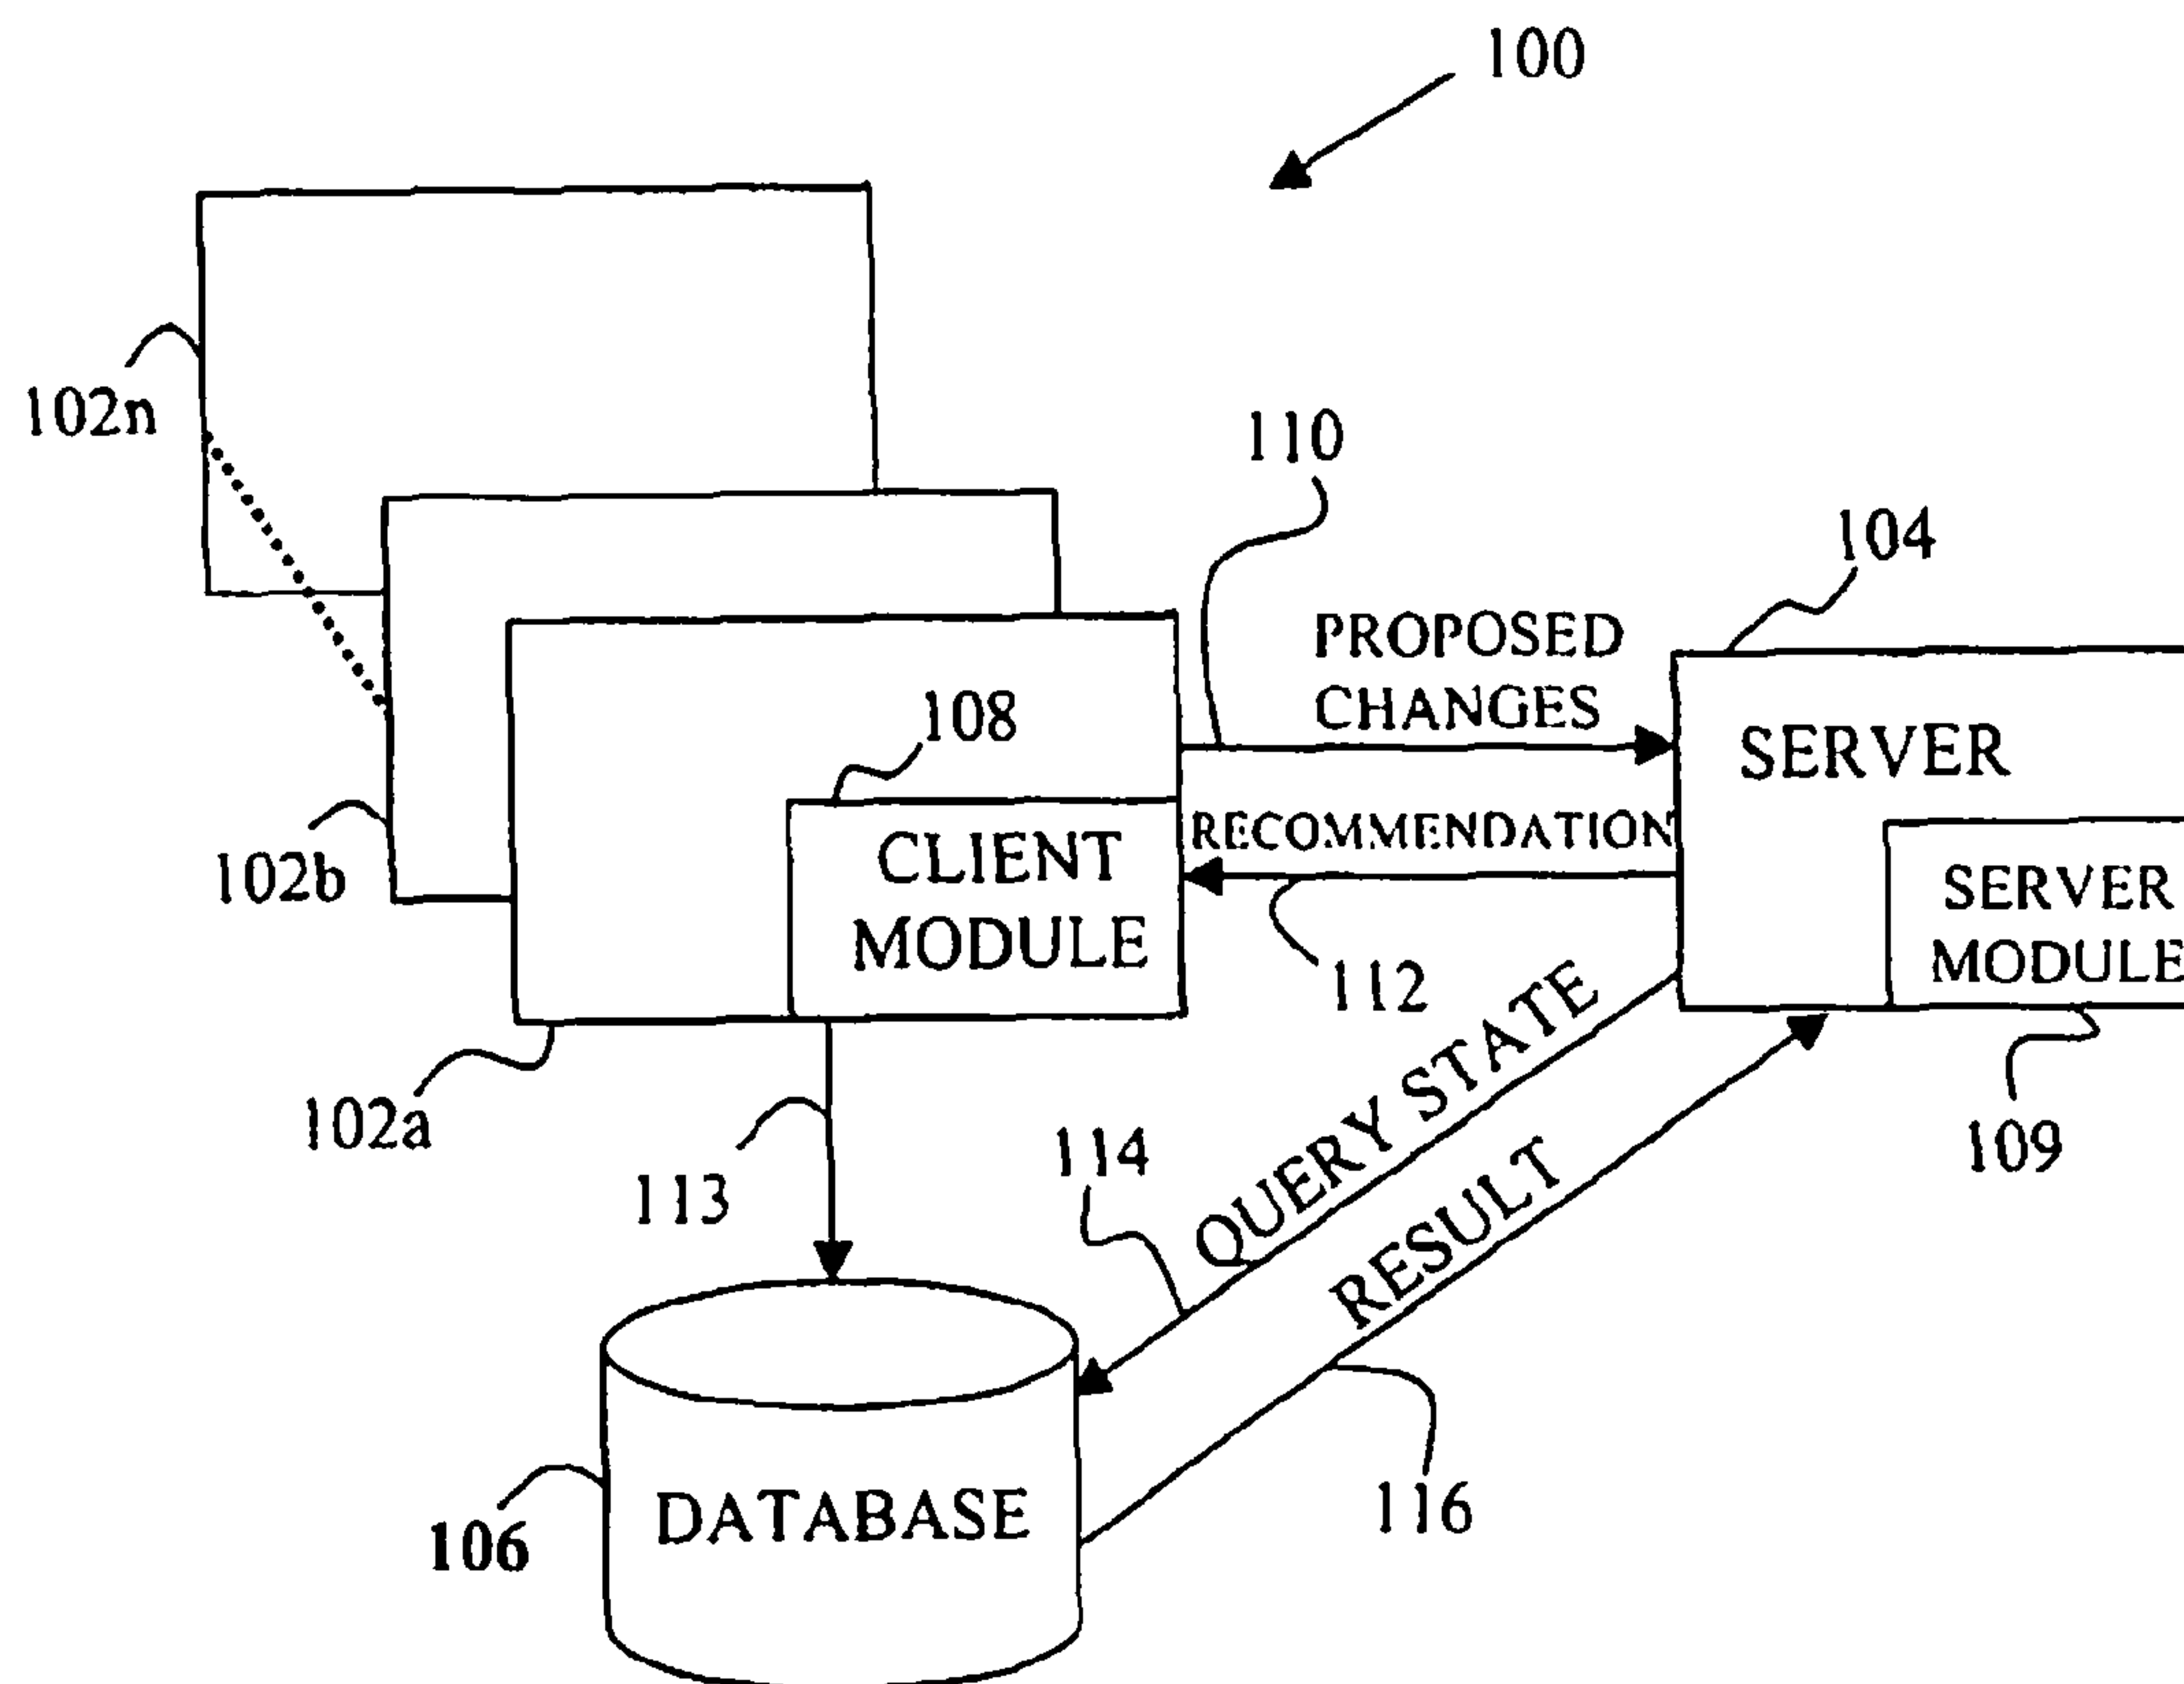 100
102n
110
104
PROPOSED
CHANGES
108
SERVER
RECOMMENDATION
CLIENT
MODULE
102b
SERVER
MODULE
112
QUERY STATE
102a
113
114
109
RESULT
DATABASE
106
116